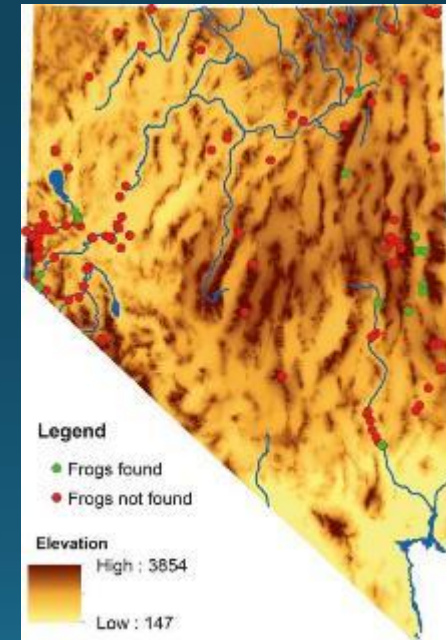 Legend
Frogs found
Frogs not found
Elevation
High : 3854
Low : 147